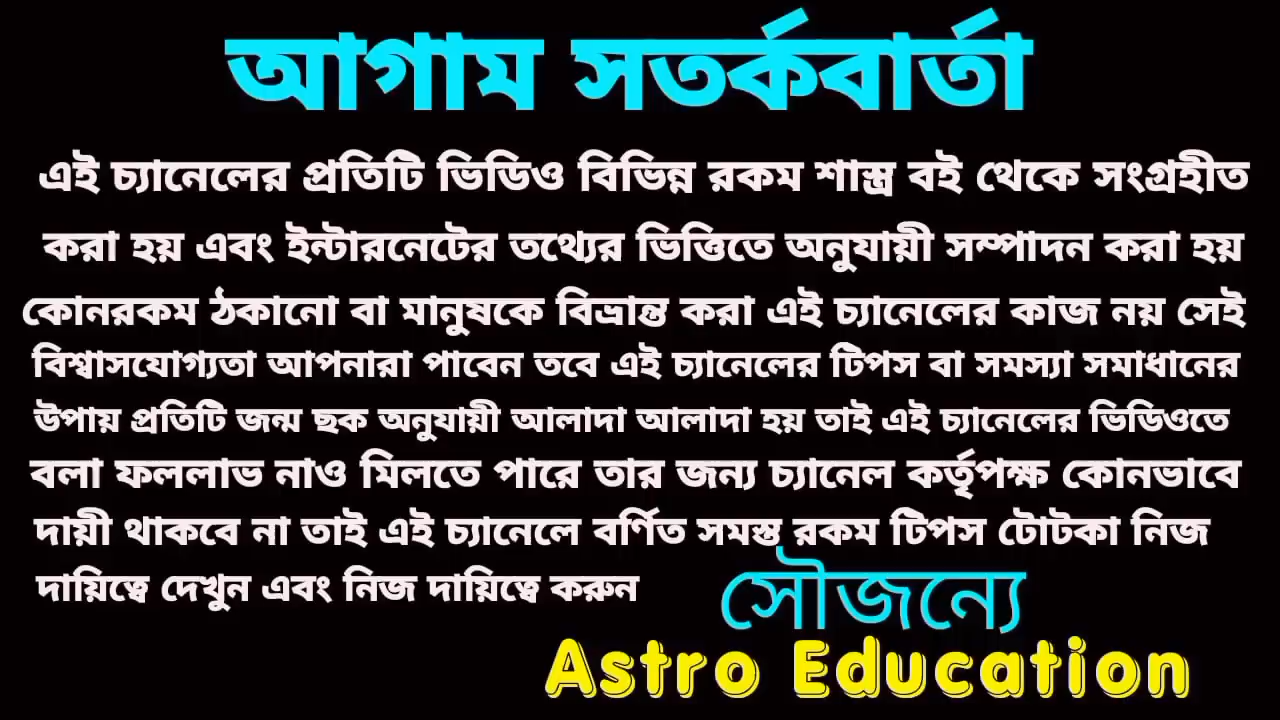 আগাম সতর্কবার্তা
এই চ্যানেলের প্রতিটি ভিডিও বিভিন্ন রকম শাস্ত্র বই থেকে সংগ্রহীত
করা হয় এবং ইন্টারনেটের তথ্যের ভিত্তিতে অনুযায়ী সম্পাদন করা হয়
কোনরকম ঠকানো বা মানুষকে বিভ্রান্ত করা এই চ্যানেলের কাজ নয় সেই
বিশ্বাসযোগ্যতা আপনারা পাবেন তবে এই চ্যানেলের টিপস বা সমস্যা সমাধানের
উপায় প্রতিটি জন্ম ছক অনুযায়ী আলাদা আলাদা হয় তাই এই চ্যানেলের ভিডিওতে
বলা ফললাভ নাও মিলতে পারে তার জন্য চ্যানেল কর্তৃপক্ষ কোনভাবে
দায়ী থাকবে না তাই এই চ্যানেলে বর্ণিত সমস্ত রকম টিপস টোটকা নিজ
দায়িত্বে দেখুন এবং নিজ দায়িত্বে করুন
সৌজন্যে
Astro Education